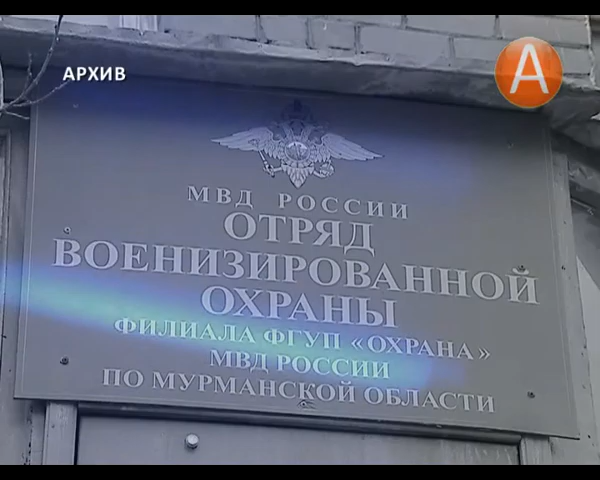 АРХИВ
А
МВД РОССИИ
ОТРЯД
ВОЕНИЗИРОВАННОЙ
ОХРАНЫ
ФИЛИАЛА ФГУП «ОХРАНА»
МВД РОССИИ
ПО МУРМАНСКОЙ ОБЛАСТИ